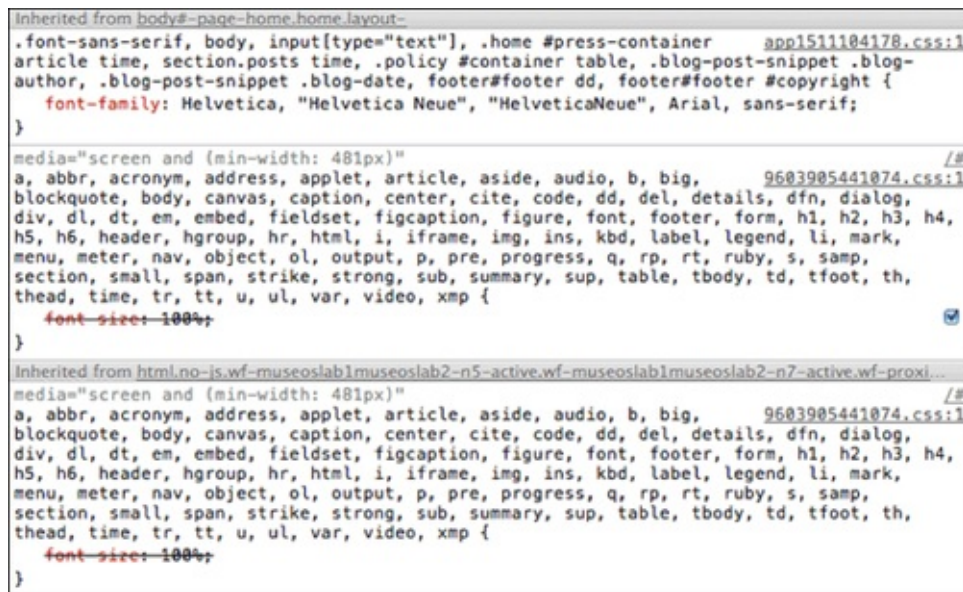 Inherited from body#-page-home.home.layout-
.font-sans-serif, body, input[type="text"], .home #press-container app1511104178.css:1
article time, section.posts time, .policy #container table, .blog-post-snippet .blog-
author, .blog-post-snippet .blog-date, footer#footer dd, footer#footer #copyright {
font-family: Helvetica, "Helvetica Neue", "HelveticaNeue", Arial, sans-serif;
}
media="screen and (min-width: 481px)" /#
a, abbr, acronym, address, applet, article, aside, audio, b, big, 9603905441074.css:1
blockquote, body, canvas, caption, center, cite, code, dd, del, details, dfn, dialog,
div, dl, dt, em, embed, fieldset, figcaption, figure, font, footer, form, h1, h2, h3, h4,
h5, h6, header, hgroup, hr, html, i, iframe, img, ins, kbd, label, legend, li, mark,
menu, meter, nav, object, ol, output, p, pre, progress, q, rp, rt, ruby, s, samp,
section, small, span, strike, strong, sub, summary, sup, table, tbody, td, tfoot, th,
thead, time, tr, tt, u, ul, var, video, xmp {
font-size: 100%;
}
Inherited from html.no-js.wf-museoslab1museoslab2-n5-active.wf-museoslab1museoslab2-n7-active.wf-proxi...
media="screen and (min-width: 481px)" /#
a, abbr, acronym, address, applet, article, aside, audio, b, big, 9603905441074.css:1
blockquote, body, canvas, caption, center, cite, code, dd, del, details, dfn, dialog,
div, dl, dt, em, embed, fieldset, figcaption, figure, font, footer, form, h1, h2, h3, h4,
h5, h6, header, hgroup, hr, html, i, iframe, img, ins, kbd, label, legend, li, mark,
menu, meter, nav, object, ol, output, p, pre, progress, q, rp, rt, ruby, s, samp,
section, small, span, strike, strong, sub, summary, sup, table, tbody, td, tfoot, th,
thead, time, tr, tt, u, ul, var, video, xmp {
font-size: 100%;
}